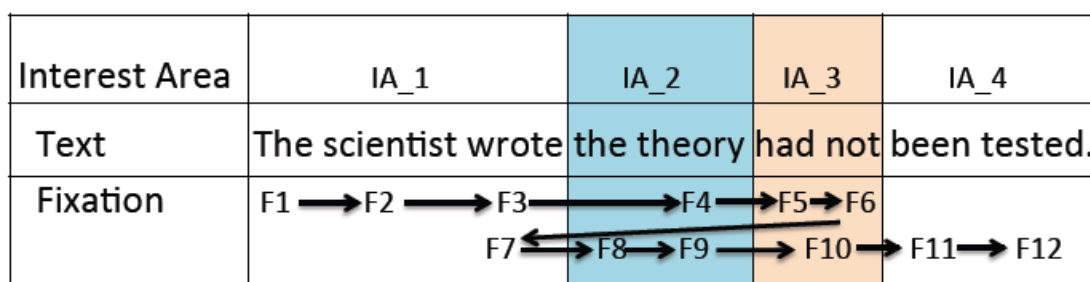 Interest Area IA_1 IA_2 IA_3 IA_4
Text The scientist wrote the theory had not been tested.
Fixation F1 F2 F3 F4 F5 F6
F7 F8 F9 F10 F11 F12